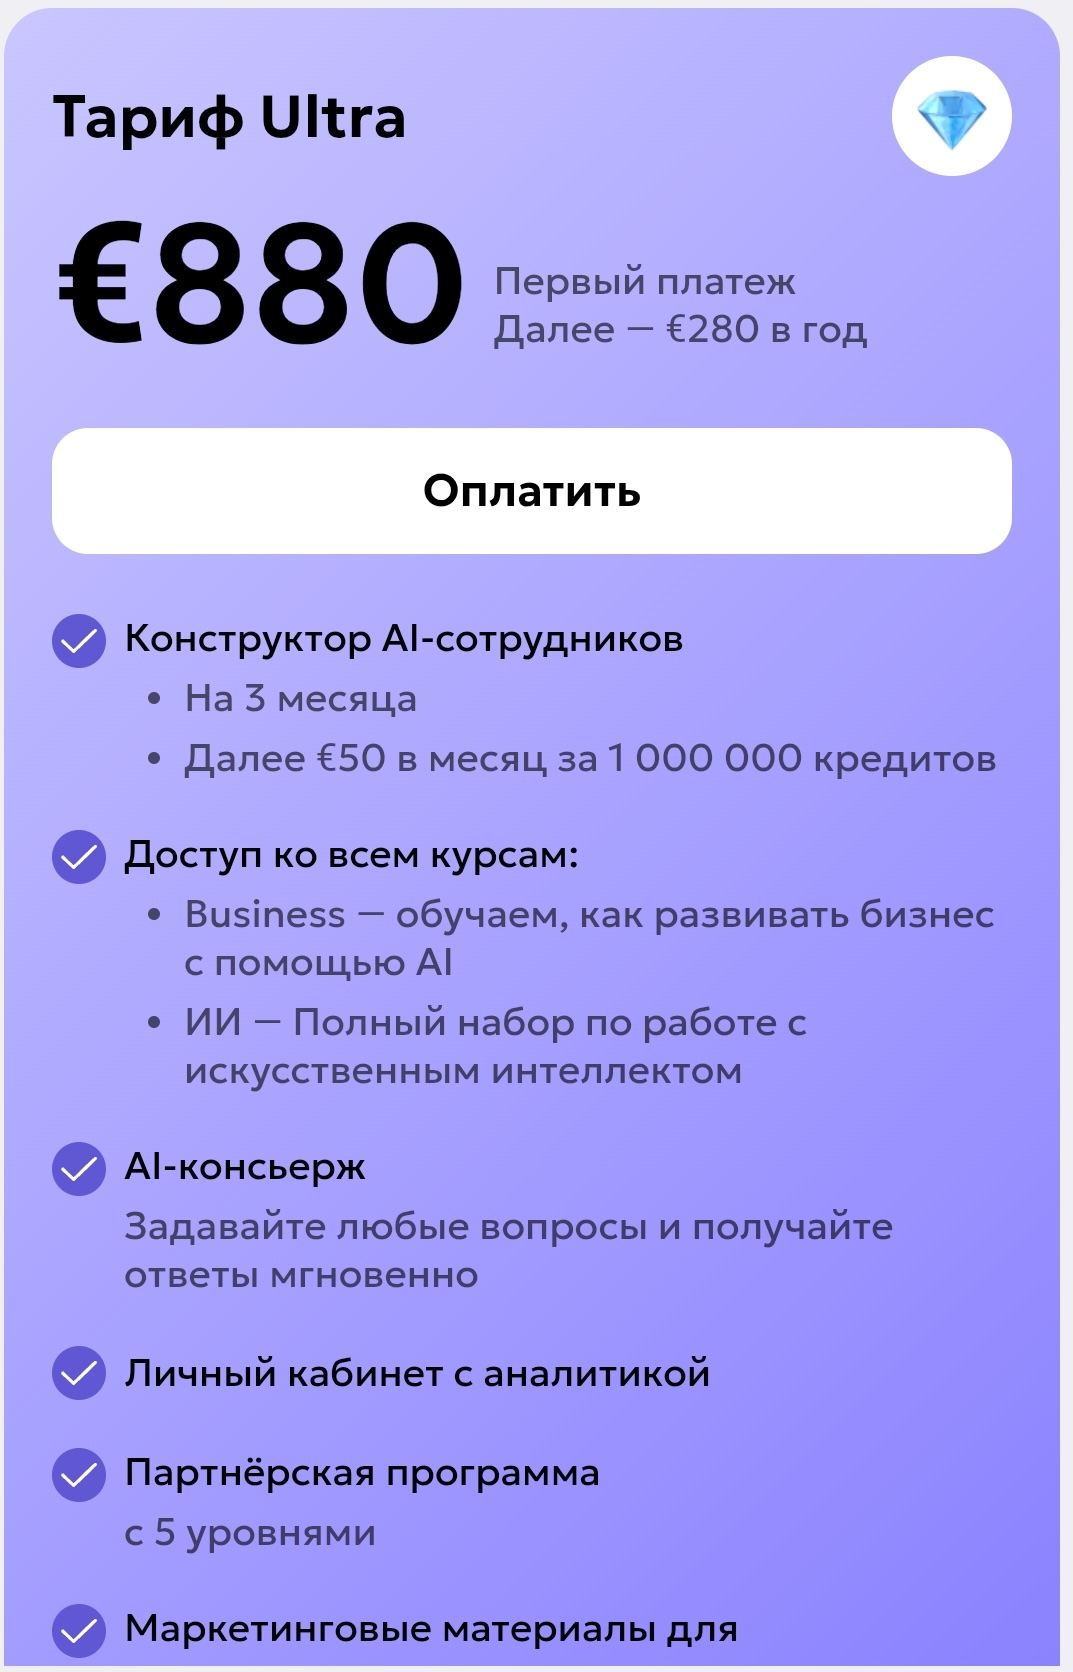 Тариф Ultra
€880
Первый платеж
Далее — €280 в год
Оплатить
Конструктор AI-сотрудников
• На 3 месяца
• Далее €50 в месяц за 1 000 000 кредитов
Доступ ко всем курсам:
• Business — обучаем, как развивать бизнес
с помощью AI
• ИИ — Полный набор по работе с
искусственным интеллектом
AI-консьерж
Задавайте любые вопросы и получайте
ответы мгновенно
Личный кабинет с аналитикой
Партнёрская программа
с 5 уровнями
Маркетинговые материалы для